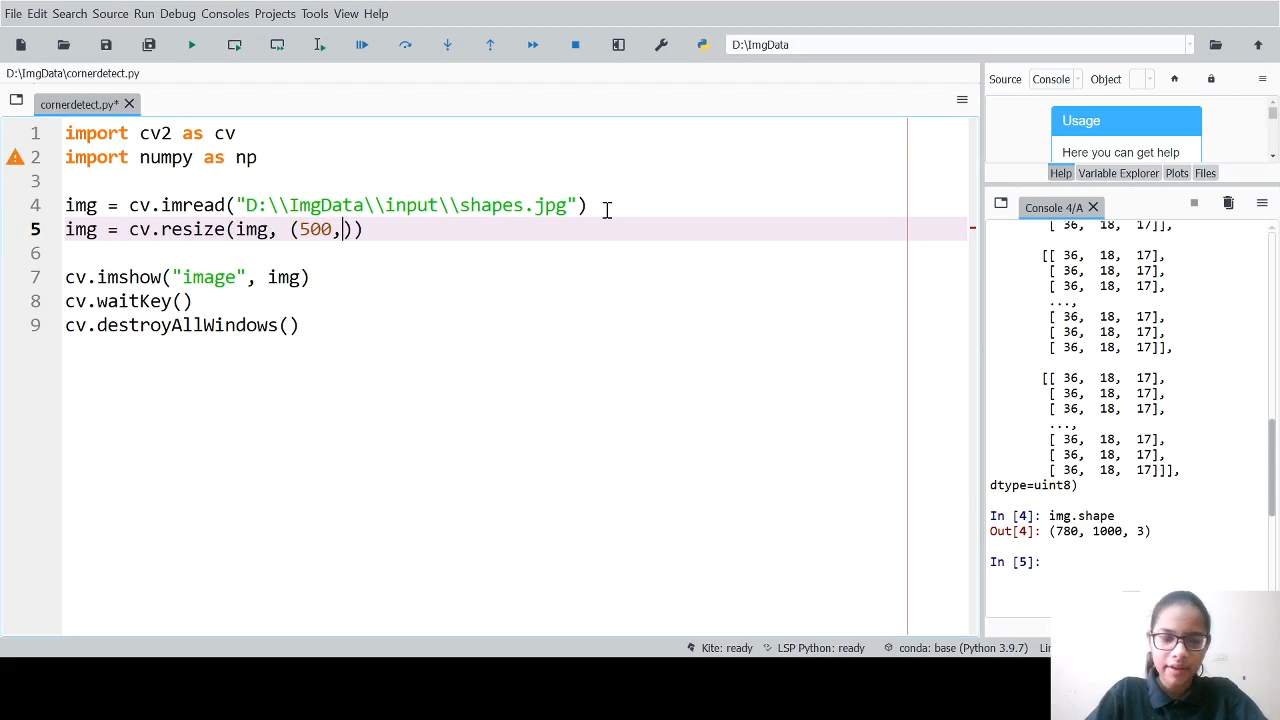 File Edit Search Source Run Debug Consoles Projects Tools View Help
D:\ImgData
D:\ImgData\cornerdetect.py
cornerdetect.py*
1 import cv2 as cv
2 import numpy as np
3
4 img = cv.imread("D:\\ImgData\\input\\shapes.jpg")
5 img = cv.resize(img, (500,))
6
7 cv.imshow("image", img)
8 cv.waitKey()
9 cv.destroyAllWindows()
Source Console Object
Usage
Here you can get help
Help Variable Explorer Plots Files
Console 4/A
[ 36, 18, 17]],
[[ 36, 18, 17],
[ 36, 18, 17],
[ 36, 18, 17],
...,
[ 36, 18, 17],
[ 36, 18, 17],
[ 36, 18, 17]],
[[ 36, 18, 17],
[ 36, 18, 17],
[ 36, 18, 17],
...,
[ 36, 18, 17],
[ 36, 18, 17],
[ 36, 18, 17]]],
dtype=uint8)
In [4]: img.shape
Out[4]: (780, 1000, 3)
In [5]:
Kite: ready LSP Python: ready conda: base (Python 3.9.7)